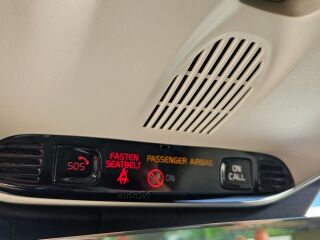 SOS
FASTEN
SEATBELT
PASSENGER AIRBAG
ON
ON
CALL